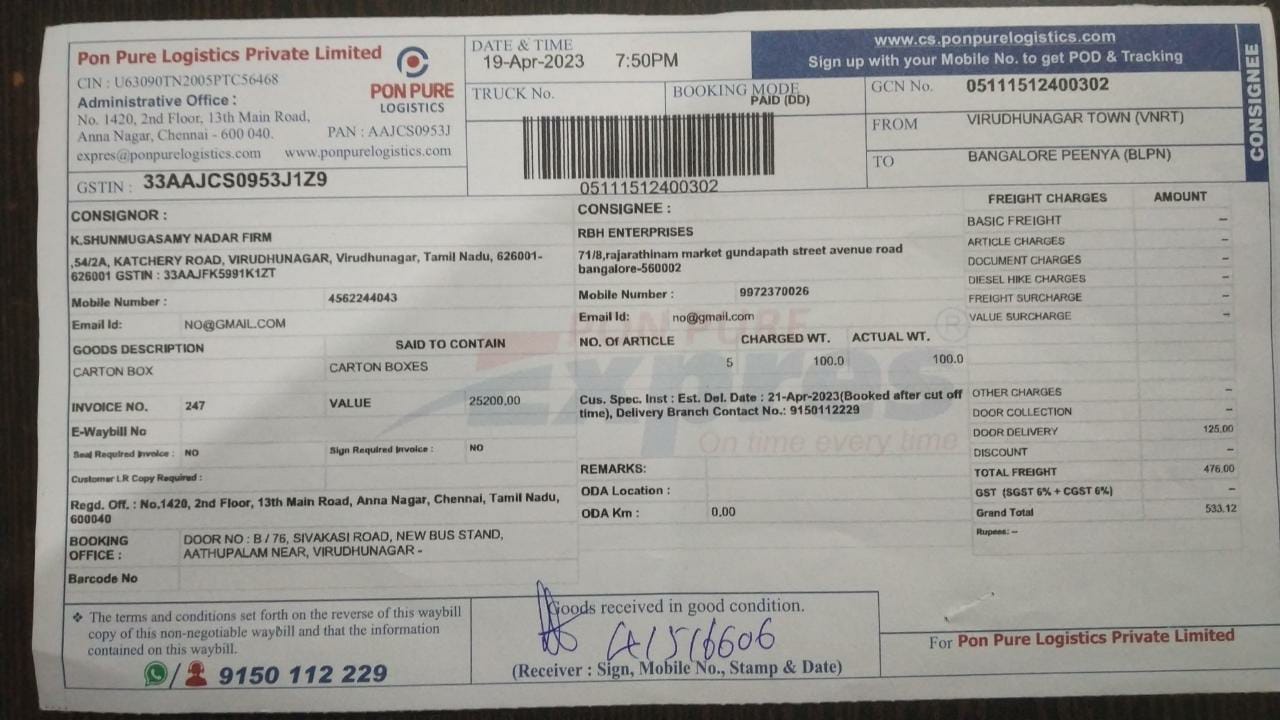 Pon Pure Logistics Private Limited
CIN : U63090TN2005PTC56468
Administrative Office :
No. 1420, 2nd Floor, 13th Main Road,
Anna Nagar, Chennai - 600 040. PAN : AAJCS0953J
expres@ponpurelogistics.com www.ponpurelogistics.com
PON PURE
LOGISTICS
GSTIN : 33AAJCS0953J1Z9
DATE & TIME
19-Apr-2023 7:50PM
TRUCK No.
BOOKING MODE
PAID (DD)
05111512400302
www.cs.ponpurelogistics.com
Sign up with your Mobile No. to get POD & Tracking
GCN No. 05111512400302
FROM VIRUDHUNAGAR TOWN (VNRT)
TO BANGALORE PEENYA (BLPN)
CONSIGNEE
CONSIGNOR :
K.SHUNMUGASAMY NADAR FIRM
,54/2A, KATCHERY ROAD, VIRUDHUNAGAR, Virudhunagar, Tamil Nadu, 626001-
626001 GSTIN : 33AAJFK5991K1ZT
Mobile Number : 4562244043
Email Id: NO@GMAIL.COM
GOODS DESCRIPTION SAID TO CONTAIN
CARTON BOX CARTON BOXES
INVOICE NO. 247 VALUE 25200.00
E-Waybill No
Seal Required Invoice : NO Sign Required Invoice : NO
Customer LR Copy Required :
Regd. Off. : No.1420, 2nd Floor, 13th Main Road, Anna Nagar, Chennai, Tamil Nadu,
600040
BOOKING OFFICE : DOOR NO : B / 76, SIVAKASI ROAD, NEW BUS STAND,
AATHUPALAM NEAR, VIRUDHUNAGAR -
Barcode No
CONSIGNEE :
RBH ENTERPRISES
71/8,rajarathinam market gundapath street avenue road
bangalore-560002
Mobile Number : 9972370026
Email Id: no@gmail.com
NO. Of ARTICLE CHARGED WT. ACTUAL WT.
5 100.0 100.0
Cus. Spec. Inst : Est. Del. Date : 21-Apr-2023(Booked after cut off
time), Delivery Branch Contact No.: 9150112229
REMARKS:
ODA Location :
ODA Km : 0.00
PON PURE
Expres
®
On time every time
FREIGHT CHARGES AMOUNT
BASIC FREIGHT –
ARTICLE CHARGES –
DOCUMENT CHARGES –
DIESEL HIKE CHARGES –
FREIGHT SURCHARGE –
VALUE SURCHARGE –
OTHER CHARGES –
DOOR COLLECTION –
DOOR DELIVERY 125.00
DISCOUNT –
TOTAL FREIGHT 476.00
GST (SGST 6% + CGST 6%) –
Grand Total 533.12
Rupees: –
❖ The terms and conditions set forth on the reverse of this waybill
copy of this non-negotiable waybill and that the information
contained on this waybill.
/ 9150 112 229
Goods received in good condition.
(Receiver : Sign, Mobile No., Stamp & Date)
For Pon Pure Logistics Private Limited